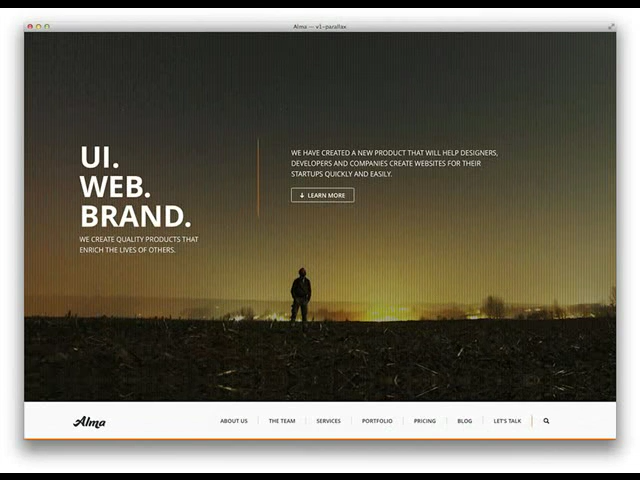 Alma — v1-parallax
UI.
WEB.
BRAND.
WE CREATE QUALITY PRODUCTS THAT
ENRICH THE LIVES OF OTHERS.
WE HAVE CREATED A NEW PRODUCT THAT WILL HELP DESIGNERS,
DEVELOPERS AND COMPANIES CREATE WEBSITES FOR THEIR
STARTUPS QUICKLY AND EASILY.
LEARN MORE
Alma
ABOUT US
THE TEAM
SERVICES
PORTFOLIO
PRICING
BLOG
LET'S TALK